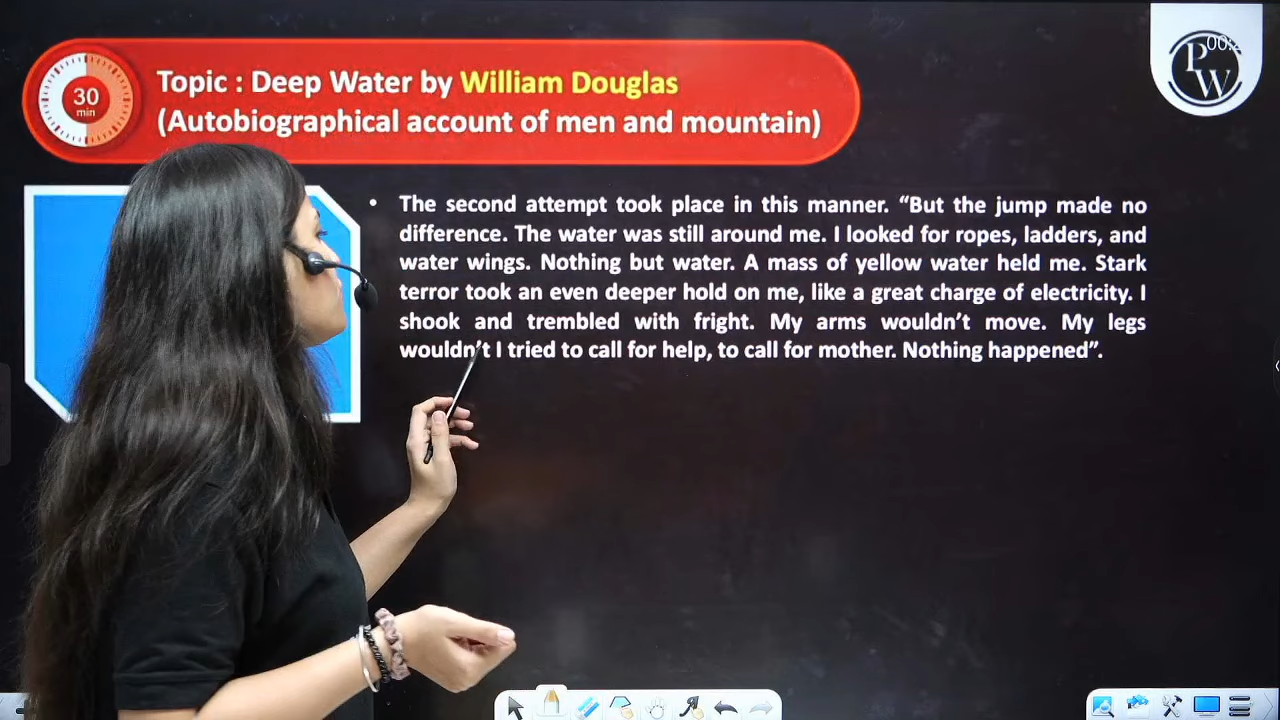 30
min
Topic : Deep Water by William Douglas
(Autobiographical account of men and mountain)
00%
P
W
• The second attempt took place in this manner. “But the jump made no
difference. The water was still around me. I looked for ropes, ladders, and
water wings. Nothing but water. A mass of yellow water held me. Stark
terror took an even deeper hold on me, like a great charge of electricity. I
shook and trembled with fright. My arms wouldn’t move. My legs
wouldn’t I tried to call for help, to call for mother. Nothing happened”.